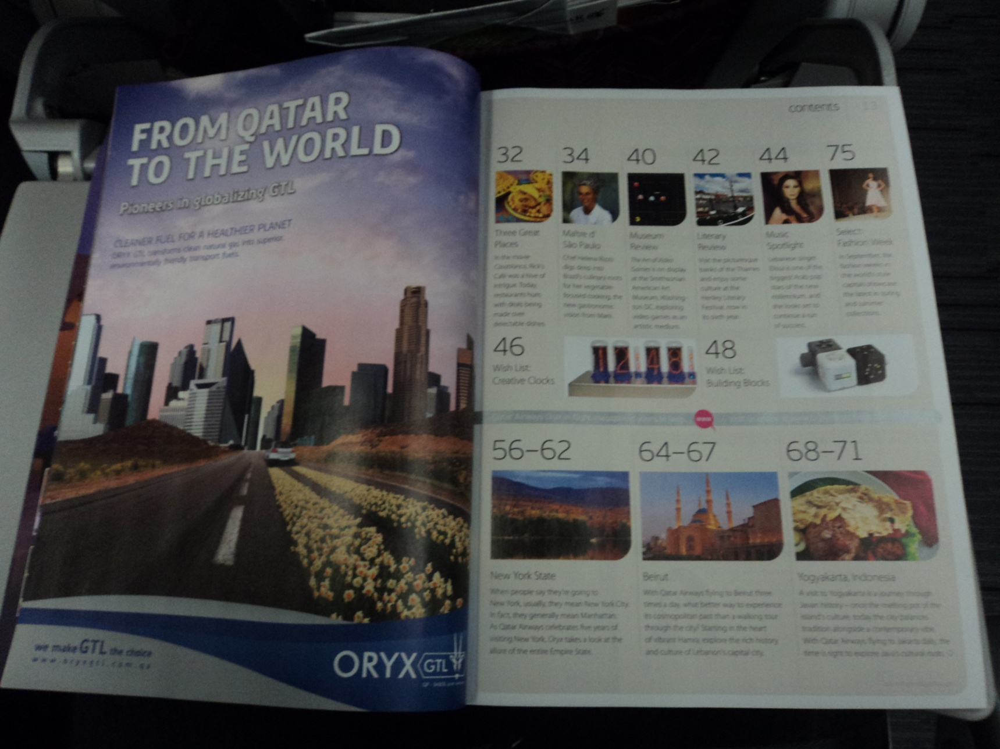 FROM QATAR
TO THE WORLD
Pioneers in globalizing GTL
CLEANER FUEL FOR A HEALTHIER PLANET
ORYX GTL transforms clean natural gas into superior,
environmentally friendly transport fuels.
we make GTL the choice
www.oryxgtl.com.qa
ORYX GTL
contents 13
32
Three Great
Places
In the movie
Casablanca, Rick's
Café was a hive of
intrigue. Today,
restaurants hum
with deals being
made over
delectable dishes.
34
Maître d'
São Paulo
Chef Helena Rizzo
digs deep into
Brazil's culinary roots
for her vegetable-
focused cooking, the
new gastronomic
vision from Maní.
40
Museum
Review
The Art of Video
Games is on display
at the Smithsonian
American Art
Museum, Washing-
ton DC, exploring
video games as an
artistic medium.
42
Literary
Review
Visit the picturesque
banks of the Thames
and enjoy some
culture at the
Henley Literary
Festival, now in
its sixth year.
44
Music
Spotlight
Lebanese singer
Elissa is one of the
biggest Arab pop
stars of the new
millennium, and
she looks set to
continue a run
of success.
75
Select:
Fashion Week
In September, the
fashion weeks in
the world's style
capitals showcase
the latest in spring
and summer
collections.
46
Wish List:
Creative Clocks
12:48
48
Wish List:
Building Blocks
56–62
New York State
When people say they're going to
New York, usually, they mean New York City.
In fact, they generally mean Manhattan.
As Qatar Airways celebrates five years of
visiting New York, Oryx takes a look at the
allure of the entire Empire State.
64–67
Beirut
With Qatar Airways flying to Beirut three
times a day, what better way to experience
its cosmopolitan past than a walking tour
through the city? Starting in the heart
of vibrant Hamra, explore the rich history
and culture of Lebanon's capital city.
68–71
Yogyakarta, Indonesia
A visit to Yogyakarta is a journey through
Javan history – once the melting pot of the
island's culture, today the city balances
tradition alongside a contemporary vibe.
With Qatar Airways flying to Jakarta daily, the
time is right to explore Java's cultural roots.